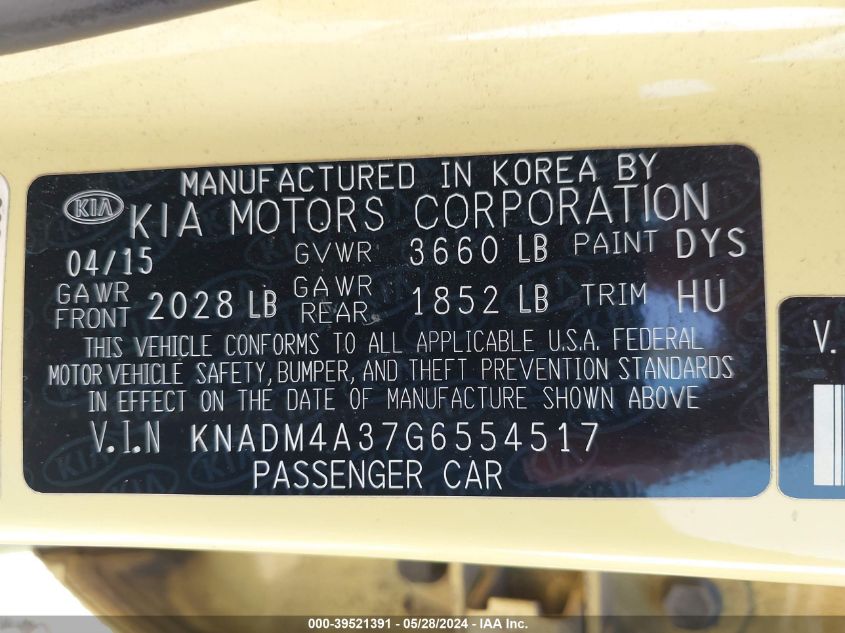 MANUFACTURED IN KOREA BY
KIA KIA MOTORS CORPORATION
04/15 GVWR 3660 LB PAINT DYS
GAWR FRONT 2028 LB GAWR REAR 1852 LB TRIM HU
THIS VEHICLE CONFORMS TO ALL APPLICABLE U.S.A. FEDERAL
MOTOR VEHICLE SAFETY, BUMPER, AND THEFT PREVENTION STANDARDS
IN EFFECT ON THE DATE OF MANUFACTURE SHOWN ABOVE
V.I.N KNADM4A37G6554517
PASSENGER CAR
V.
000-39521391 - 05/28/2024 - IAA Inc.